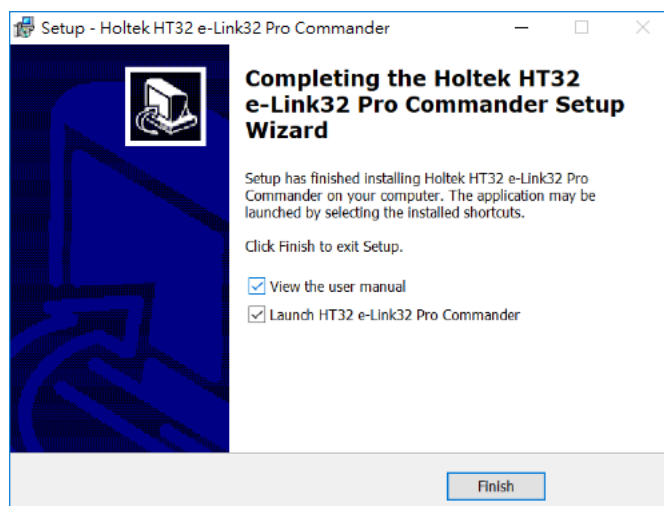 Setup - Holtek HT32 e-Link32 Pro Commander
Completing the Holtek HT32
e-Link32 Pro Commander Setup
Wizard
Setup has finished installing Holtek HT32 e-Link32 Pro
Commander on your computer. The application may be
launched by selecting the installed shortcuts.
Click Finish to exit Setup.
View the user manual
Launch HT32 e-Link32 Pro Commander
Finish